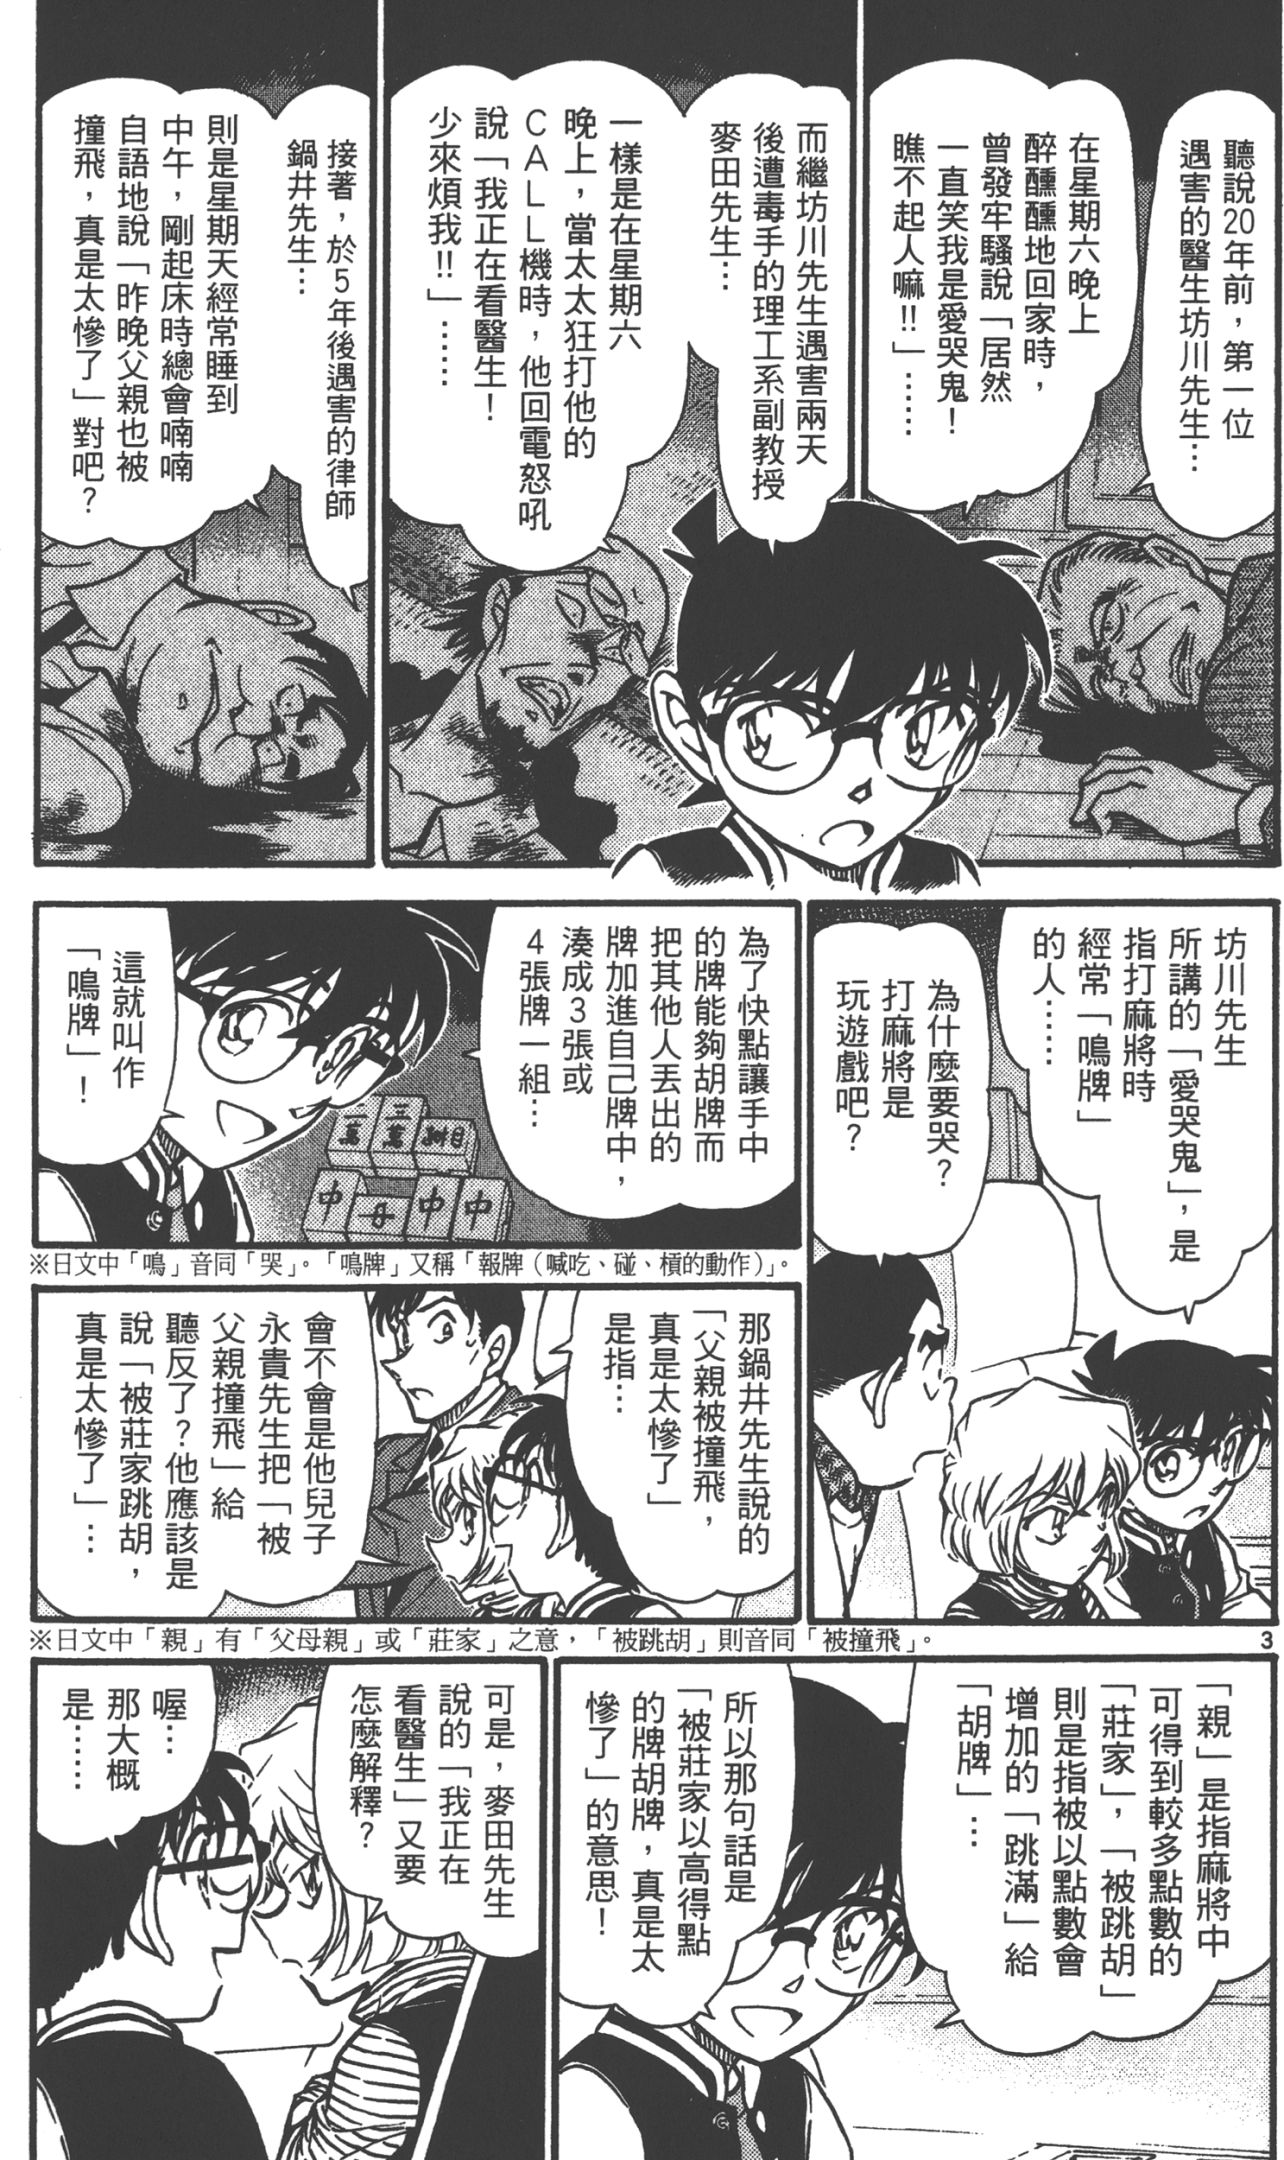 聽說20年前，第一位
遇害的醫生坊川先生…
在星期六晚上
醉醺醺地回家時，
曾發牢騷說「居然
一直笑我是愛哭鬼！
瞧不起人嘛!!」……
而繼坊川先生遇害兩天
後遭毒手的理工系副教授
麥田先生…
一樣是在星期六
晚上，當太太狂打他的
CALL機時，他回電怒吼
說「我正在看醫生！
少來煩我!!」……
接著，於5年後遇害的律師
鍋井先生…
則是星期天經常睡到
中午，剛起床時總會喃喃
自語地說「昨晚父親也被
撞飛，真是太慘了」對吧？
坊川先生
所講的「愛哭鬼」，是
指打麻將時
經常「鳴牌」
的人……
為什麼要哭？
打麻將是
玩遊戲吧？
為了快點讓手中
的牌能夠胡牌而
把其他人丟出的
牌加進自己牌中，
湊成3張或
4張牌一組…
這就叫作
「鳴牌」！
一萬
三萬
中
中
中
※日文中「鳴」音同「哭」。「鳴牌」又稱「報牌（喊吃、碰、槓的動作）」。
那鍋井先生說的
「父親被撞飛，
真是太慘了」
是指…
會不會是他兒子
永貴先生把「被
父親撞飛」給
聽反了？他應該是
說「被莊家跳胡，
真是太慘了」…
※日文中「親」有「父母親」或「莊家」之意，「被跳胡」則音同「被撞飛」。
3
「親」是指麻將中
可得到較多點數的
「莊家」，「被跳胡」
則是指被以點數會
增加的「跳滿」給
「胡牌」…
所以那句話是
「被莊家以高得點
的牌胡牌，真是太
慘了」的意思！
可是，麥田先生
說的「我正在
看醫生」又要
怎麼解釋？
喔…
那大概
是……